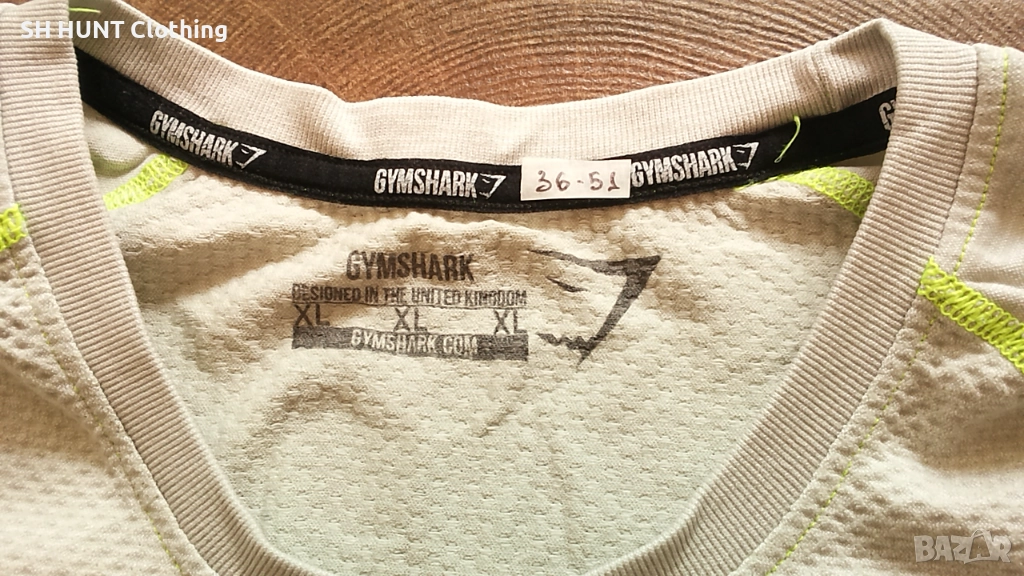 SH HUNT Clothing
GYMSHARK GYMSHARK 36-51 GYMSHARK G
GYMSHARK
DESIGNED IN THE UNITED KINGDOM
XL XL XL
GYMSHARK.COM
BAZAR